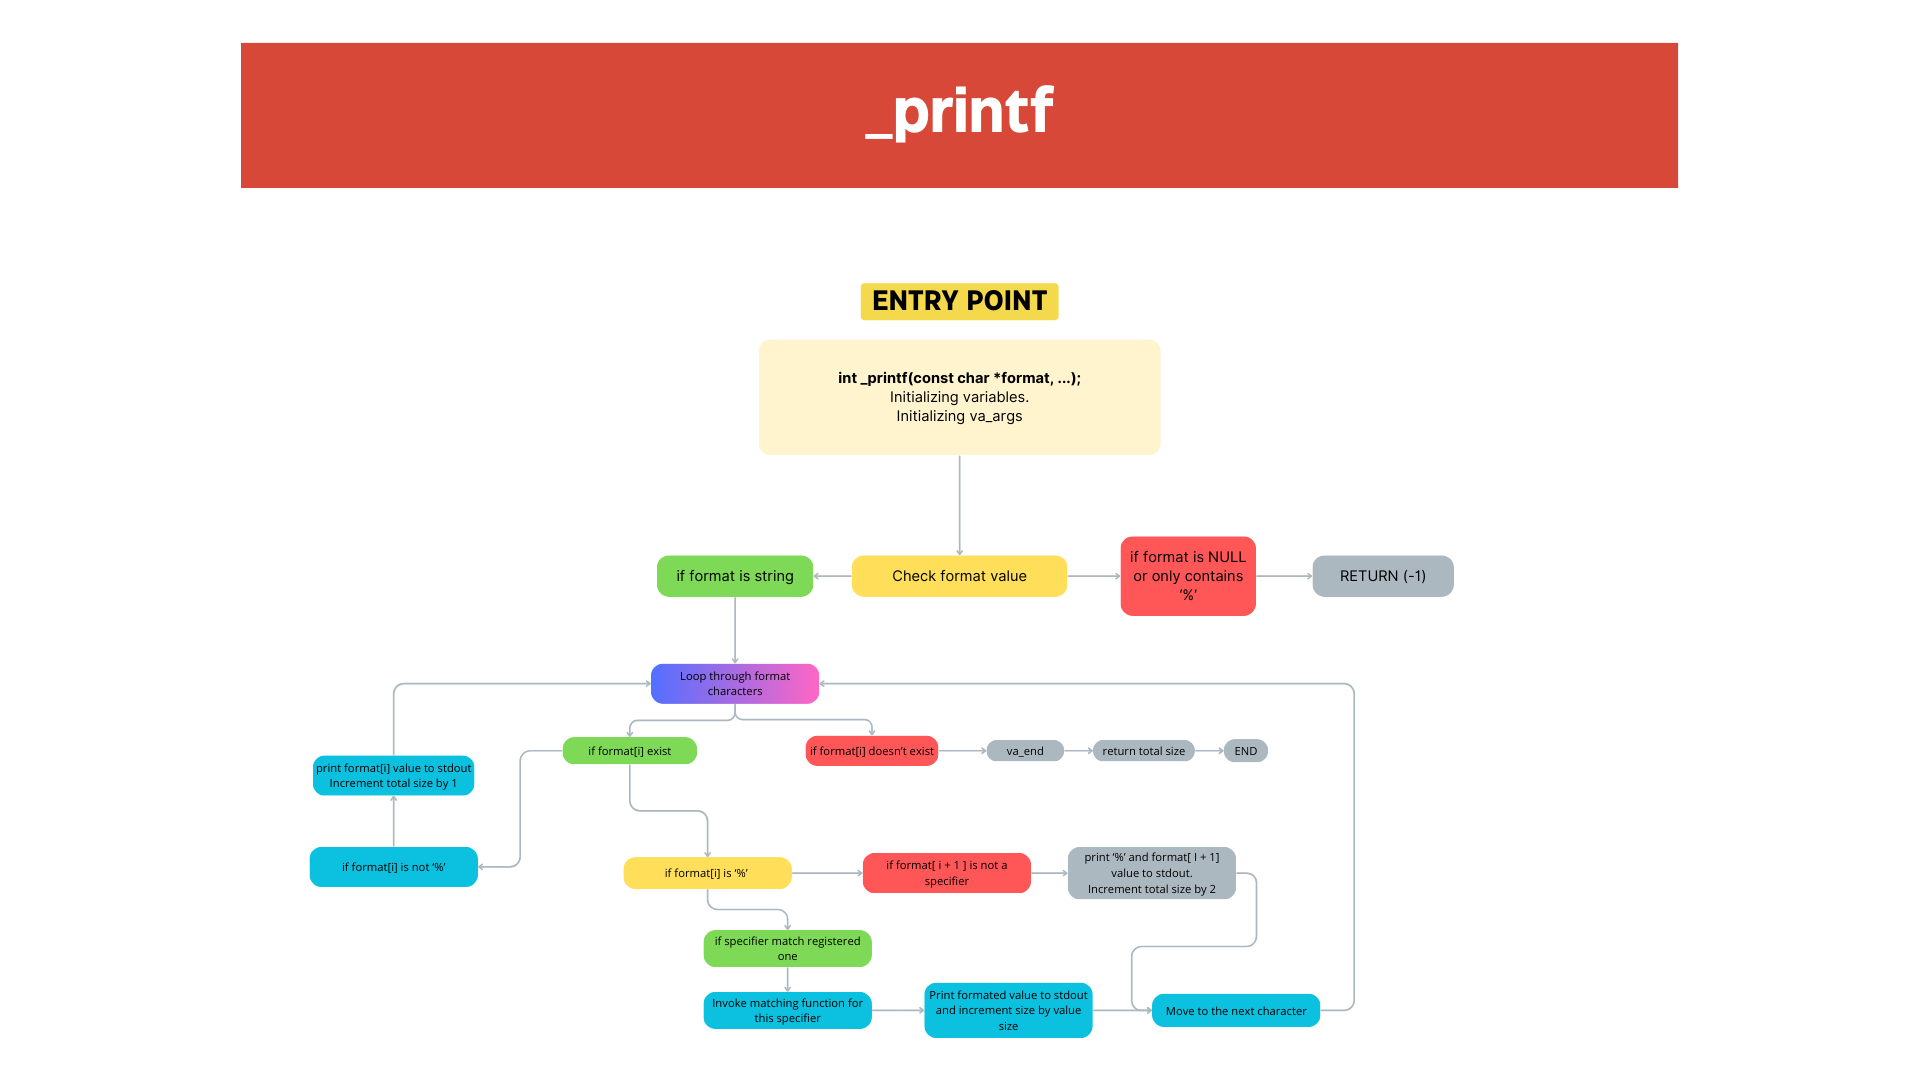 _printf
ENTRY POINT
int _printf(const char *format, ...);
Initializing variables.
Initializing va_args
if format is string
Check format value
if format is NULL
or only contains
‘%’
RETURN (-1)
Loop through format
characters
if format[i] exist
if format[i] doesn’t exist
va_end
return total size
END
print format[i] value to stdout
Increment total size by 1
if format[i] is not ‘%’
if format[i] is ‘%’
if format[ i + 1 ] is not a
specifier
print ‘%’ and format[ I + 1]
value to stdout.
Increment total size by 2
if specifier match registered
one
Invoke matching function for
this specifier
Print formated value to stdout
and increment size by value
size
Move to the next character